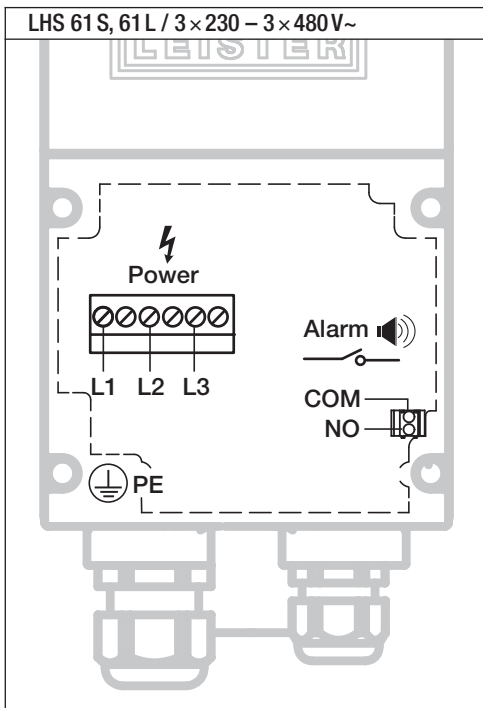 LHS 61 S, 61 L / 3 × 230 – 3 × 480 V~
LEISTER
Power
Alarm
L1 L2 L3
COM
NO
PE